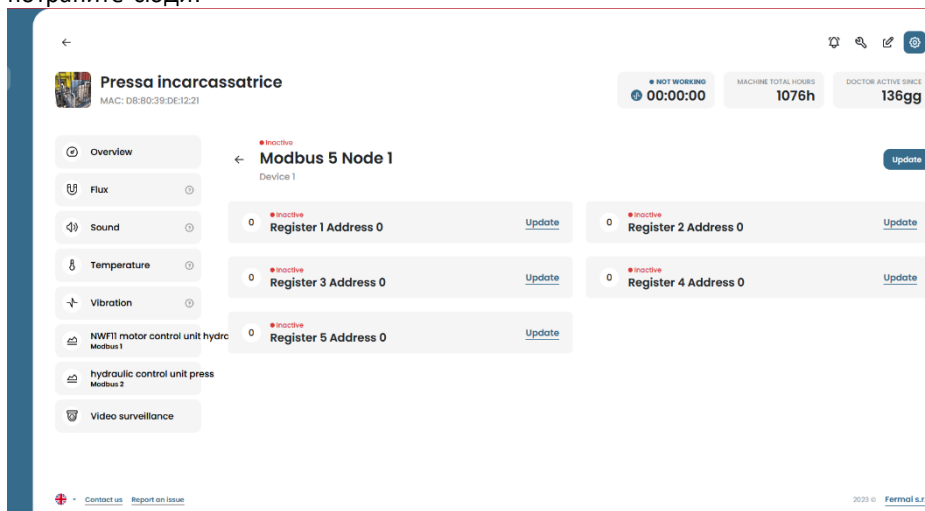 ←
Pressa incarcassatrice
MAC: D8:80:39:DE:12:21
NOT WORKING
00:00:00
MACHINE TOTAL HOURS
1076h
DOCTOR ACTIVE SINCE
136gg
Overview
Flux
Sound
Temperature
Vibration
NWF11 motor control unit hydrc
Modbus 1
hydraulic control unit press
Modbus 2
Video surveillance
Inactive
← Modbus 5 Node 1
Device 1
Update
0 Inactive
Register 1 Address 0
Update
0 Inactive
Register 2 Address 0
Update
0 Inactive
Register 3 Address 0
Update
0 Inactive
Register 4 Address 0
Update
0 Inactive
Register 5 Address 0
Update
Contact us Report an issue
2023 © Fermai s.r.